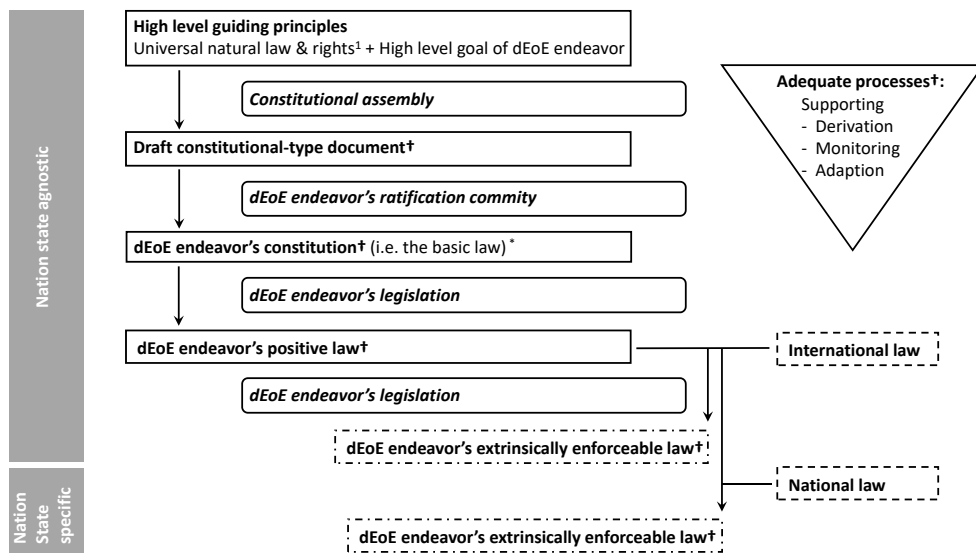 High level guiding principles
Universal natural law & rights¹ + High level goal of dEoE endeavor
Constitutional assembly
Draft constitutional-type document†
dEoE endeavor’s ratification commity
dEoE endeavor’s constitution† (i.e. the basic law) *
dEoE endeavor’s legislation
dEoE endeavor’s positive law†
dEoE endeavor’s legislation
dEoE endeavor’s extrinsically enforceable law†
dEoE endeavor’s extrinsically enforceable law†
Adequate processes†:
Supporting
- Derivation
- Monitoring
- Adaption
International law
National law
Nation state agnostic
Nation
State
specific